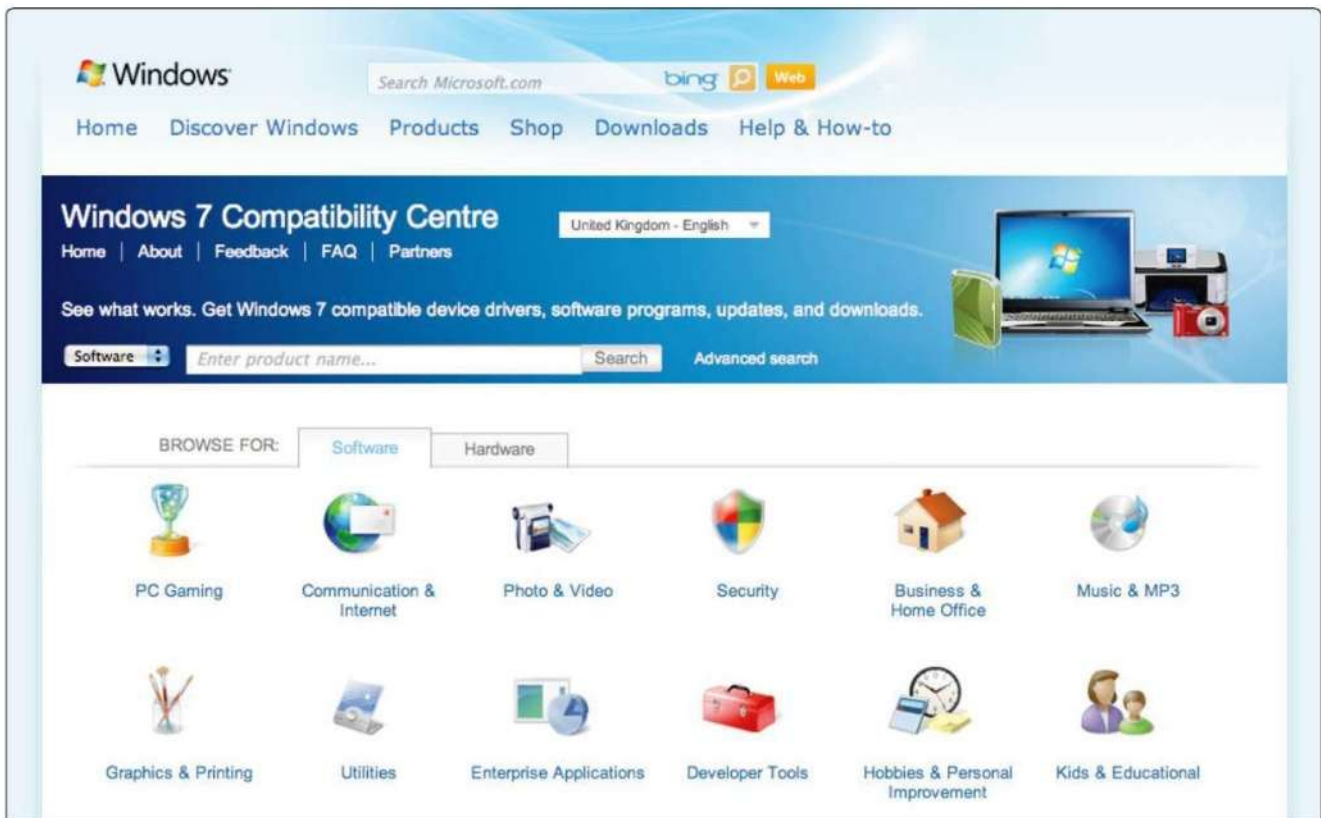 Windows
Search Microsoft.com bing Web
Home Discover Windows Products Shop Downloads Help & How-to
Windows 7 Compatibility Centre United Kingdom - English
Home | About | Feedback | FAQ | Partners
See what works. Get Windows 7 compatible device drivers, software programs, updates, and downloads.
Software Enter product name... Search Advanced search
BROWSE FOR: Software Hardware
PC Gaming Communication & Photo & Video Security Business & Music & MP3
Internet Home Office
Graphics & Printing Utilities Enterprise Applications Developer Tools Hobbies & Personal Kids & Educational
Improvement